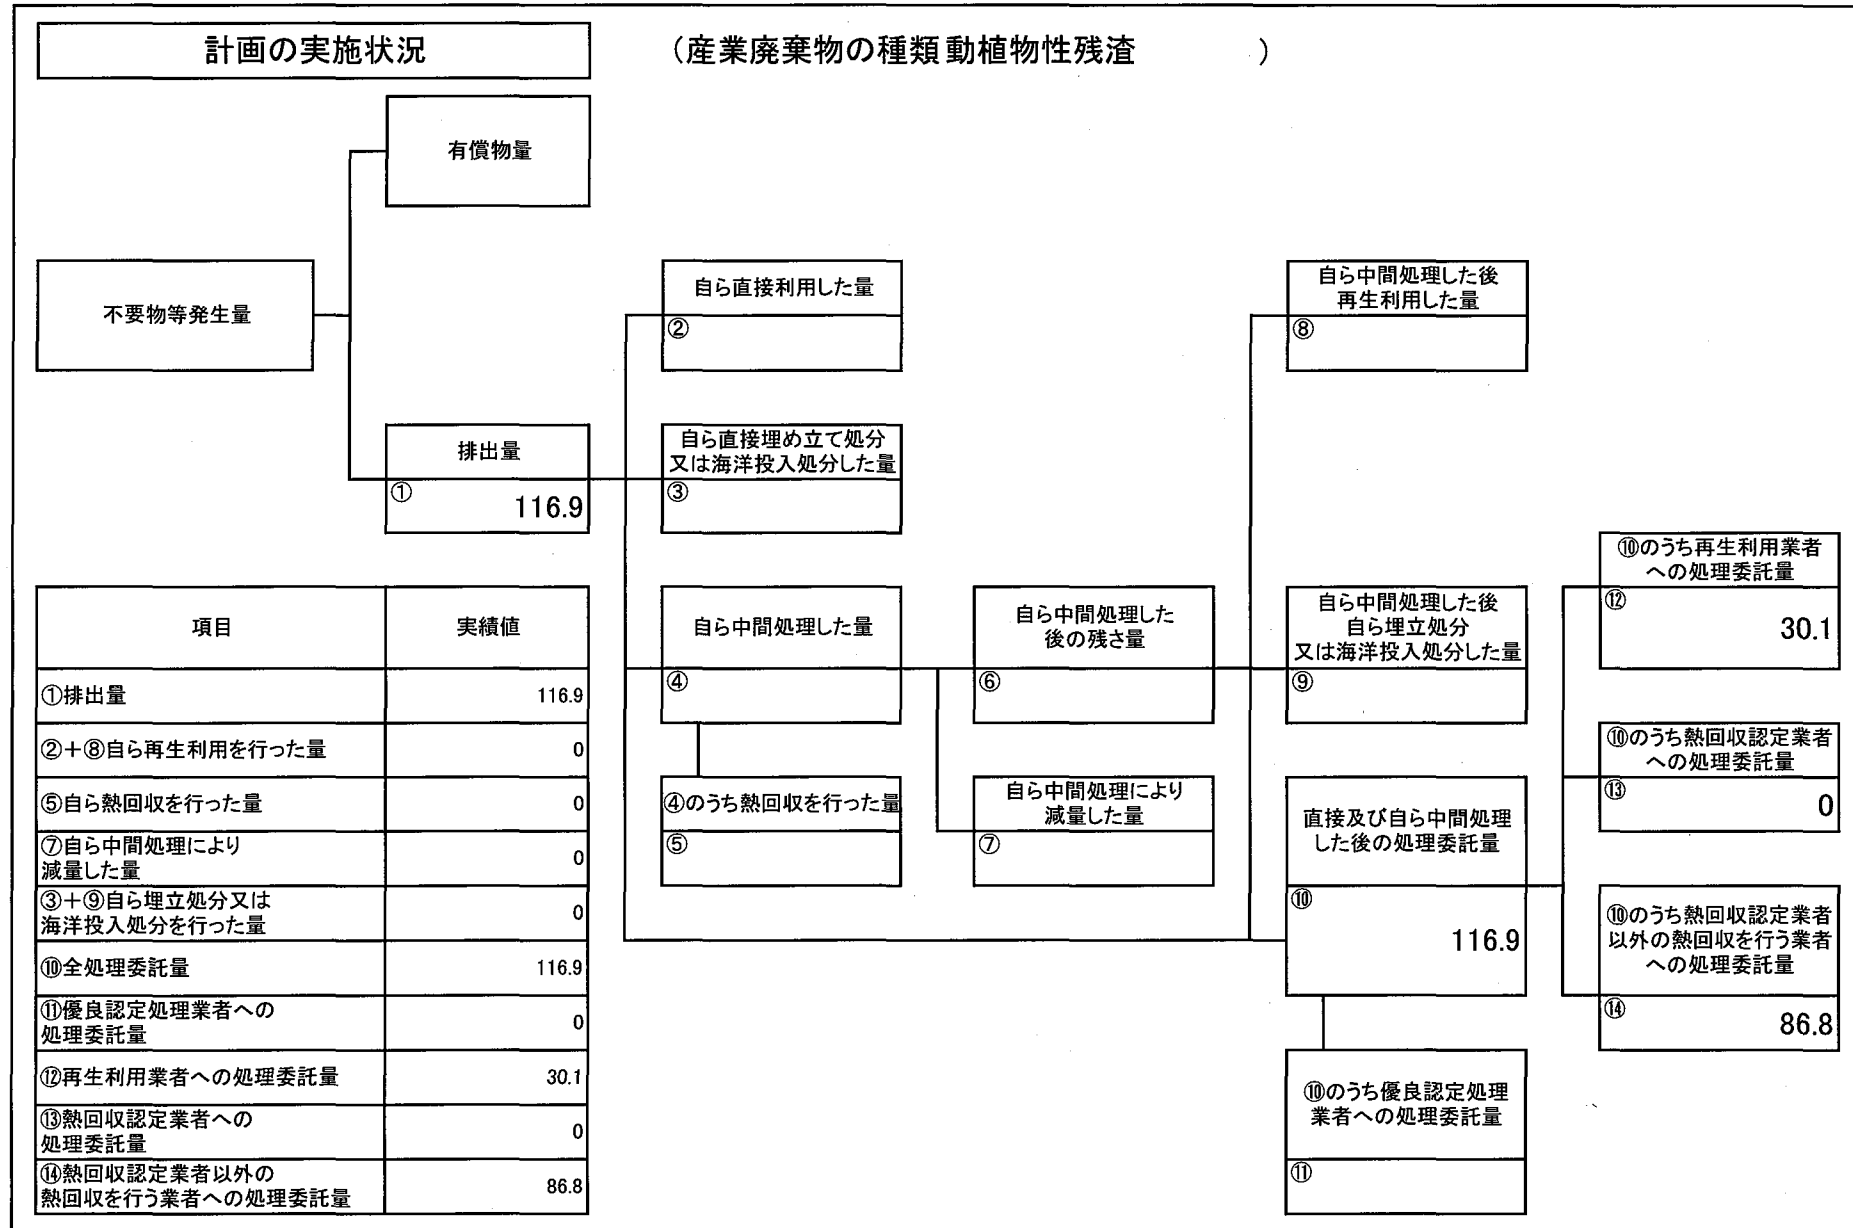 計画の実施状況
(産業廃棄物の種類 動植物性残渣 )
有償物量
不要物等発生量
自ら直接利用した量
②
自ら中間処理した後
再生利用した量
⑧
排出量
① 116.9
自ら直接埋め立て処分
又は海洋投入処分した量
③
自ら中間処理した量
④
自ら中間処理した
後の残さ量
⑥
自ら中間処理した後
自ら埋立処分
又は海洋投入処分した量
⑨
⑩のうち再生利用業者
への処理委託量
⑫
30.1
④のうち熱回収を行った量
⑤
自ら中間処理により
減量した量
⑦
直接及び自ら中間処理
した後の処理委託量
⑩
116.9
⑩のうち熱回収認定業者
への処理委託量
⑬
0
⑩のうち熱回収認定業者
以外の熱回収を行う業者
への処理委託量
⑭
86.8
⑩のうち優良認定処理
業者への処理委託量
⑪
項目 実績値
①排出量 116.9
②+⑧自ら再生利用を行った量 0
⑤自ら熱回収を行った量 0
⑦自ら中間処理により
減量した量 0
③+⑨自ら埋立処分又は
海洋投入処分を行った量 0
⑩全処理委託量 116.9
⑪優良認定処理業者への
処理委託量 0
⑫再生利用業者への処理委託量 30.1
⑬熱回収認定業者への
処理委託量 0
⑭熱回収認定業者以外の
熱回収を行う業者への処理委託量 86.8